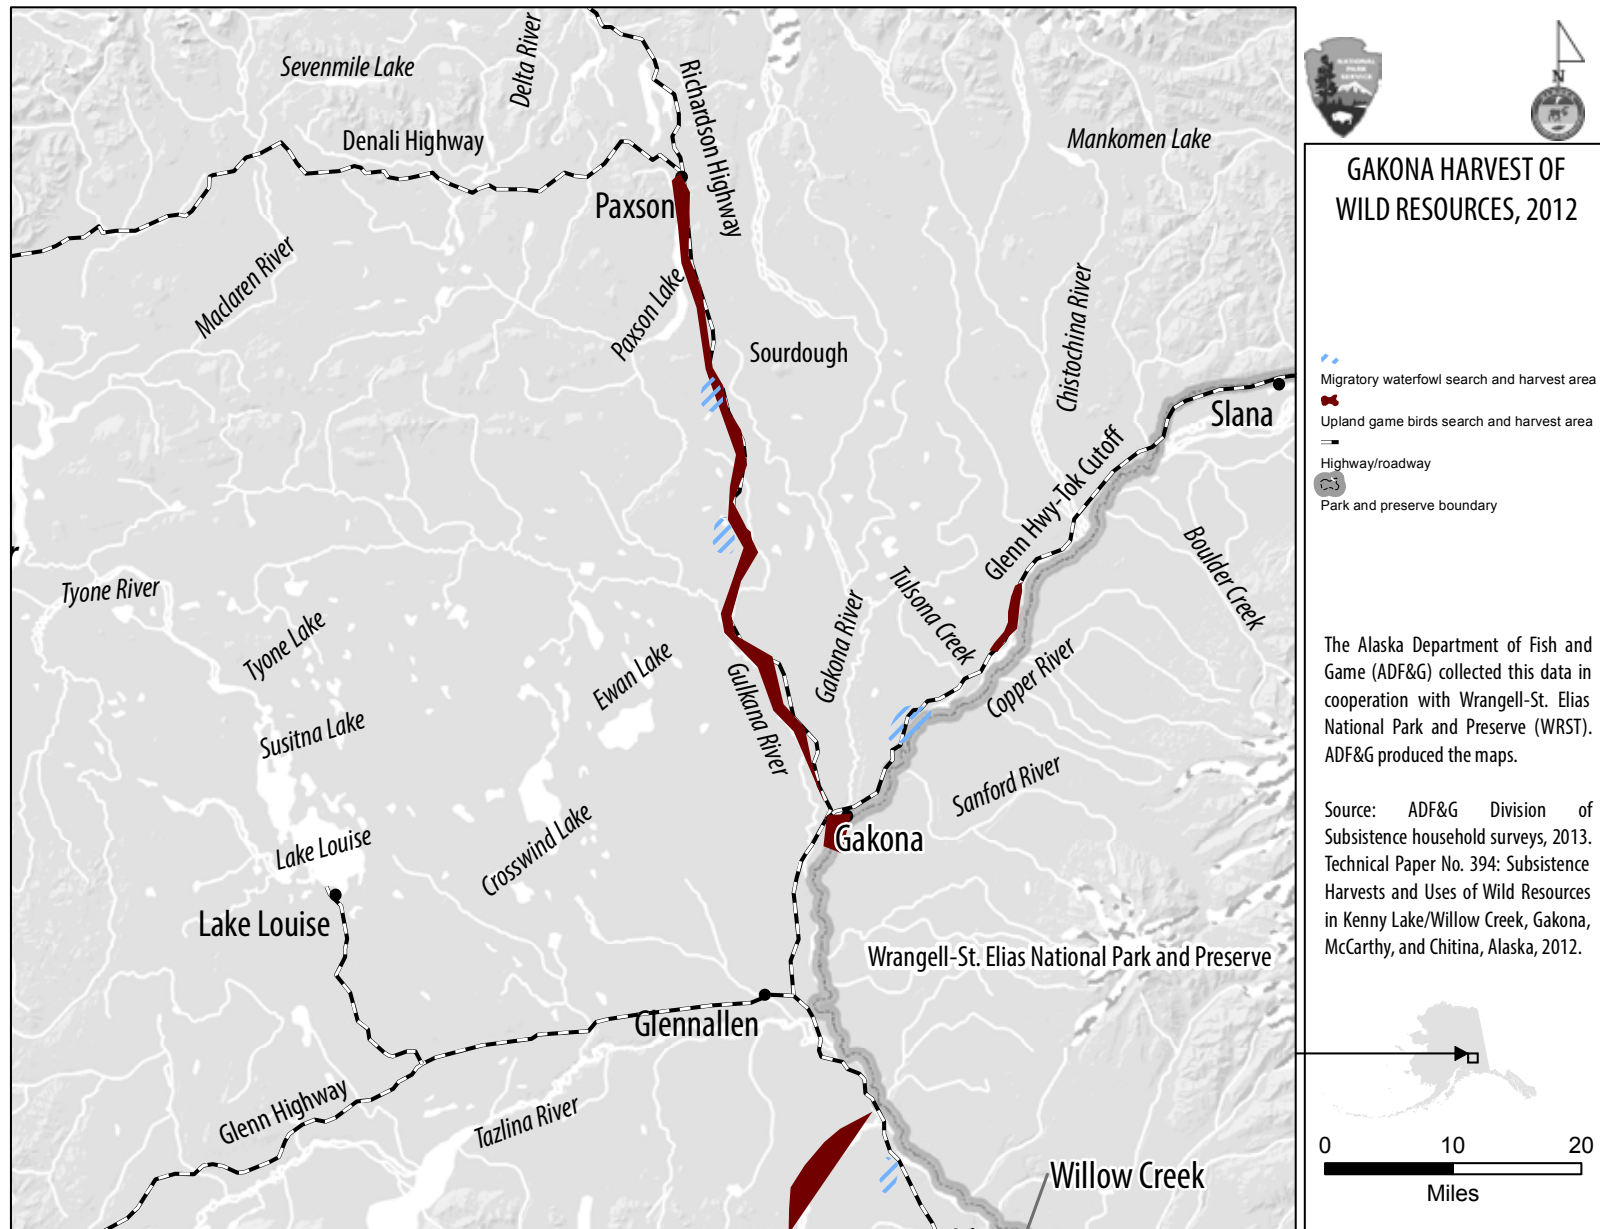 Sevenmile Lake
Delta River
Denali Highway
Richardson Highway
Mankomen Lake
Paxson
Maclaren River
Paxson Lake
Sourdough
Chistochina River
Slana
Glenn Hwy-Tok Cutoff
Boulder Creek
Tyone River
Tyone Lake
Ewan Lake
Gakona River
Tulsona Creek
Copper River
Gulkana River
Susitna Lake
Sanford River
Crosswind Lake
Lake Louise
Gakona
Lake Louise
Wrangell-St. Elias National Park and Preserve
Glennallen
Glenn Highway
Tazlina River
Willow Creek
NATIONAL
PARK
SERVICE
N
GAKONA HARVEST OF
WILD RESOURCES, 2012
Migratory waterfowl search and harvest area
Upland game birds search and harvest area
Highway/roadway
Park and preserve boundary
The Alaska Department of Fish and
Game (ADF&G) collected this data in
cooperation with Wrangell-St. Elias
National Park and Preserve (WRST).
ADF&G produced the maps.
Source: ADF&G Division of
Subsistence household surveys, 2013.
Technical Paper No. 394: Subsistence
Harvests and Uses of Wild Resources
in Kenny Lake/Willow Creek, Gakona,
McCarthy, and Chitina, Alaska, 2012.
0 10 20
Miles